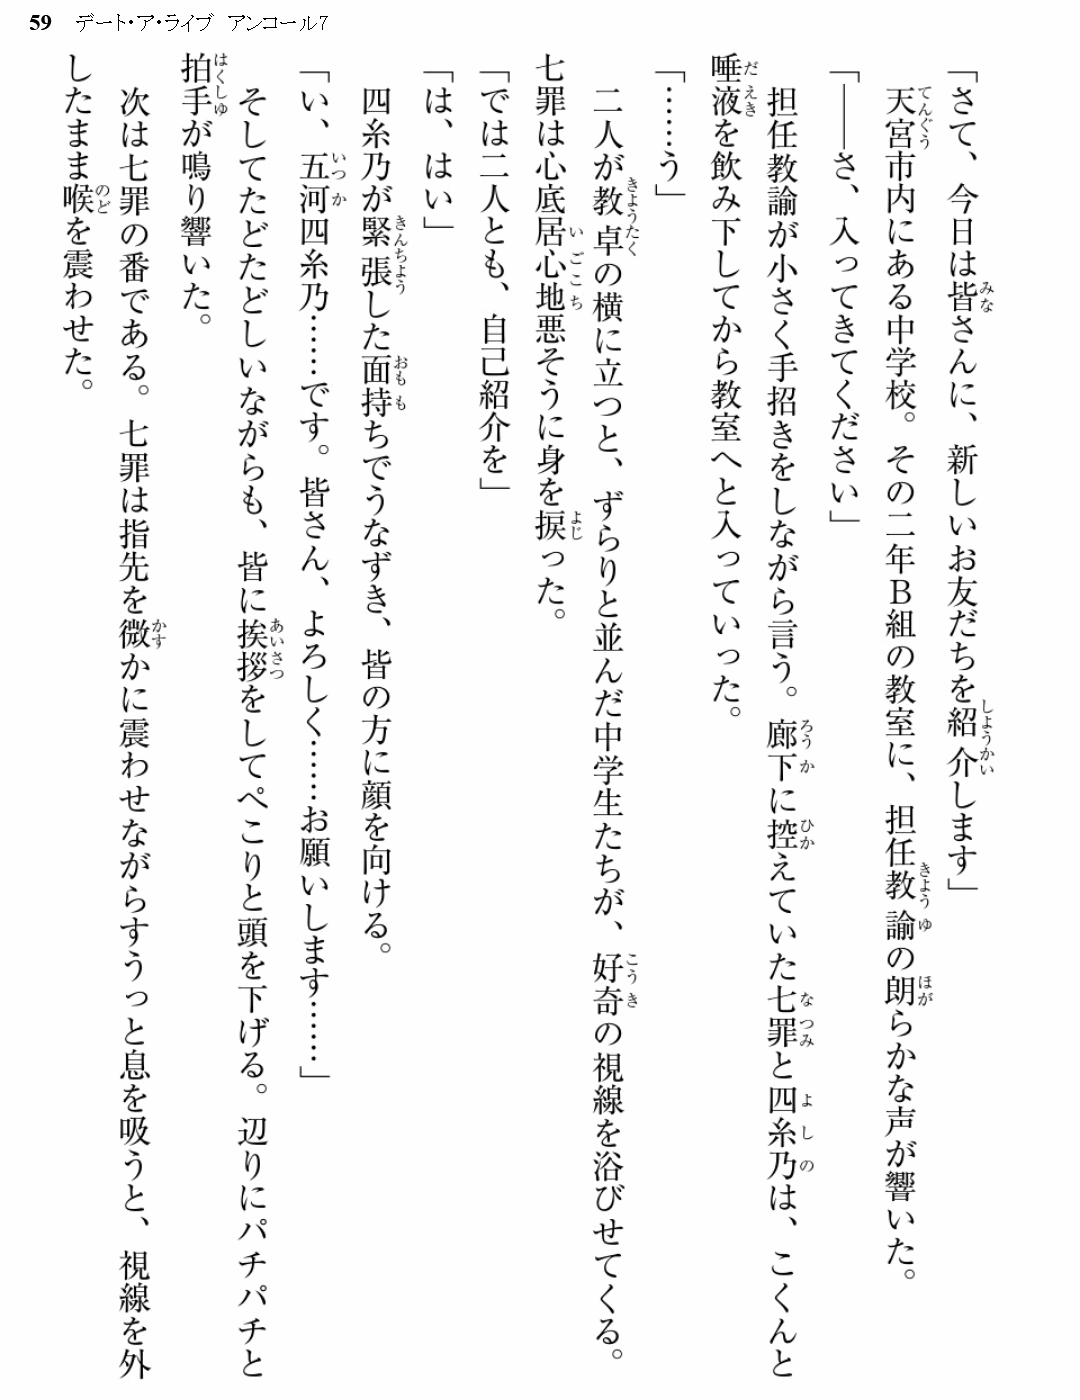 59 デート・ア・ライブ アンコール7
「さて、今日は皆さんに、新しいお友だちを紹介します」
天宮市内にある中学校。その二年B組の教室に、担任教諭の朗らかな声が響いた。
「――さ、入ってきてください」
担任教諭が小さく手招きをしながら言う。廊下に控えていた七罪と四糸乃は、こくんと
唾液を飲み下してから教室へと入っていった。
「……う」
二人が教卓の横に立つと、ずらりと並んだ中学生たちが、好奇の視線を浴びせてくる。
七罪は心底居心地悪そうに身を捩った。
「では二人とも、自己紹介を」
「は、はい」
四糸乃が緊張した面持ちでうなずき、皆の方に顔を向ける。
「い、五河四糸乃……です。皆さん、よろしく……お願いします……」
そしてたどたどしいながらも、皆に挨拶をしてぺこりと頭を下げる。辺りにパチパチと
拍手が鳴り響いた。
次は七罪の番である。七罪は指先を微かに震わせながらすうっと息を吸うと、視線を外
したまま喉を震わせた。